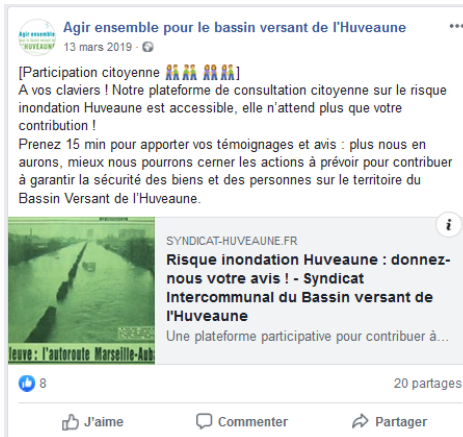 Agir ensemble pour le bassin versant de l'Huveaune
13 mars 2019 ·
Agir ensemble
HUVEAUNE
[Participation citoyenne 👫👫👫👫]
A vos claviers ! Notre plateforme de consultation citoyenne sur le risque
inondation Huveaune est accessible, elle n'attend plus que votre
contribution !
Prenez 15 min pour apporter vos témoignages et avis : plus nous en
aurons, mieux nous pourrons cerner les actions à prévoir pour contribuer
à garantir la sécurité des biens et des personnes sur le territoire du
Bassin Versant de l'Huveaune.
i
SYNDICAT-HUVEAUNE.FR
Risque inondation Huveaune : donnez-
nous votre avis ! - Syndicat
Intercommunal du Bassin versant de
l'Huveaune
Une plateforme participative pour contribuer à…
leuve : l'autoroute Marseille-Aub
8
20 partages
J'aime
Commenter
Partager